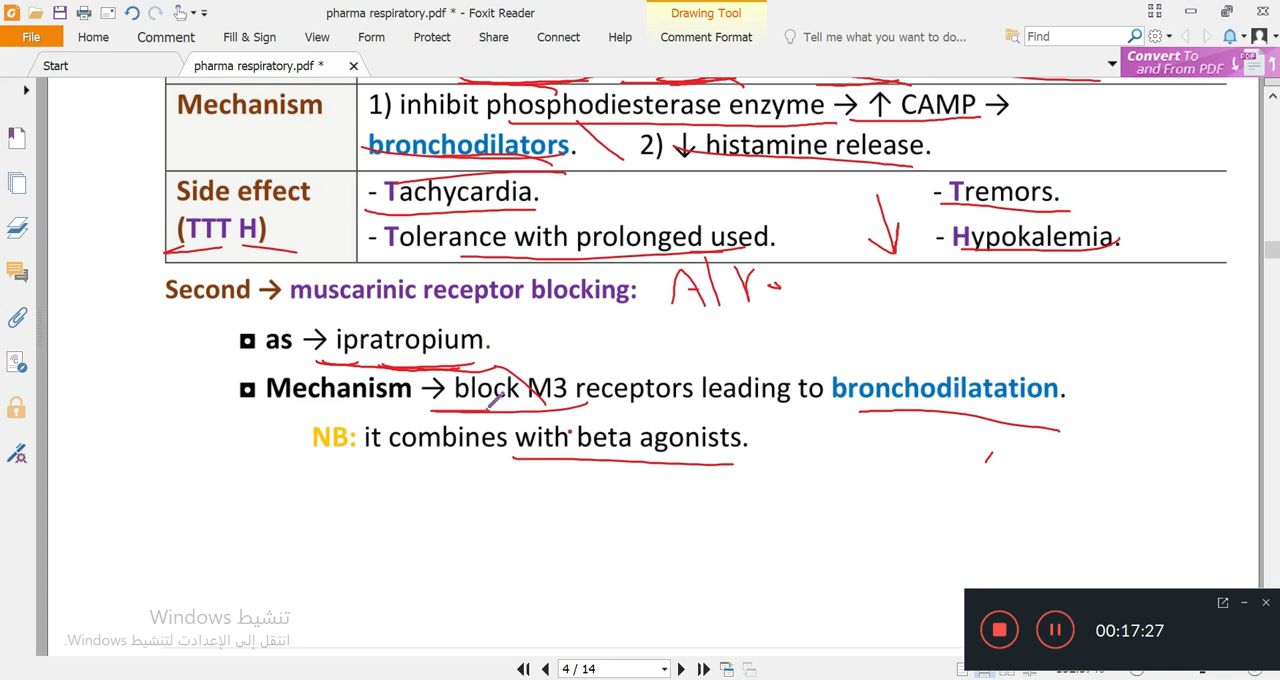 pharma respiratory.pdf * - Foxit Reader
Drawing Tool
File Home Comment Fill & Sign View Form Protect Share Connect Help Comment Format Tell me what you want to do... Find
Start pharma respiratory.pdf * Convert To and From PDF
Mechanism 1) inhibit phosphodiesterase enzyme → ↑ CAMP →
bronchodilators. 2) ↓ histamine release.
Side effect - Tachycardia. - Tremors.
(TTT H) - Tolerance with prolonged used. - Hypokalemia.
Second → muscarinic receptor blocking:
as → ipratropium.
Mechanism → block M3 receptors leading to bronchodilatation.
NB: it combines with beta agonists.
تنشيط Windows
انتقل إلى الإعدادت لتنشيط Windows.
00:17:27
4 / 14